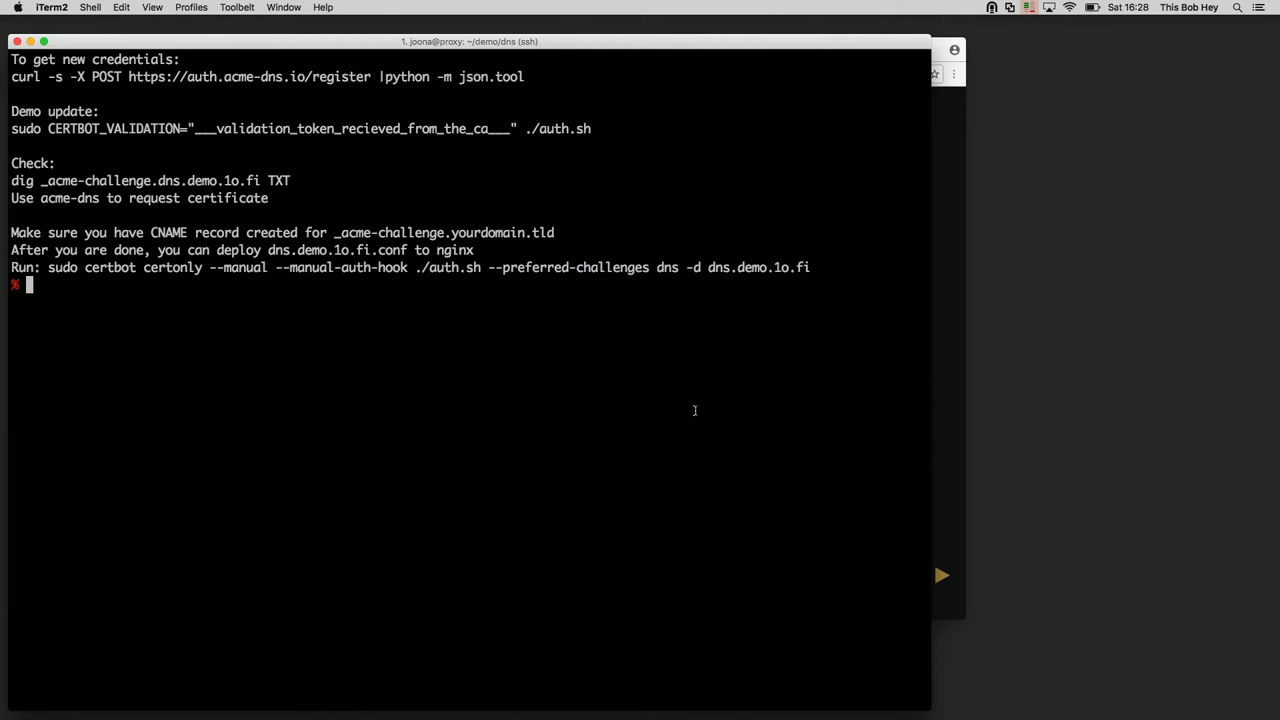 iTerm2 Shell Edit View Profiles Toolbelt Window Help Sat 16:28 This Bob Hey
1. joona@proxy: ~/demo/dns (ssh)
To get new credentials:
curl -s -X POST https://auth.acme-dns.io/register |python -m json.tool
Demo update:
sudo CERTBOT_VALIDATION="___validation_token_recieved_from_the_ca___" ./auth.sh
Check:
dig _acme-challenge.dns.demo.1o.fi TXT
Use acme-dns to request certificate
Make sure you have CNAME record created for _acme-challenge.yourdomain.tld
After you are done, you can deploy dns.demo.1o.fi.conf to nginx
Run: sudo certbot certonly --manual --manual-auth-hook ./auth.sh --preferred-challenges dns -d dns.demo.1o.fi
%